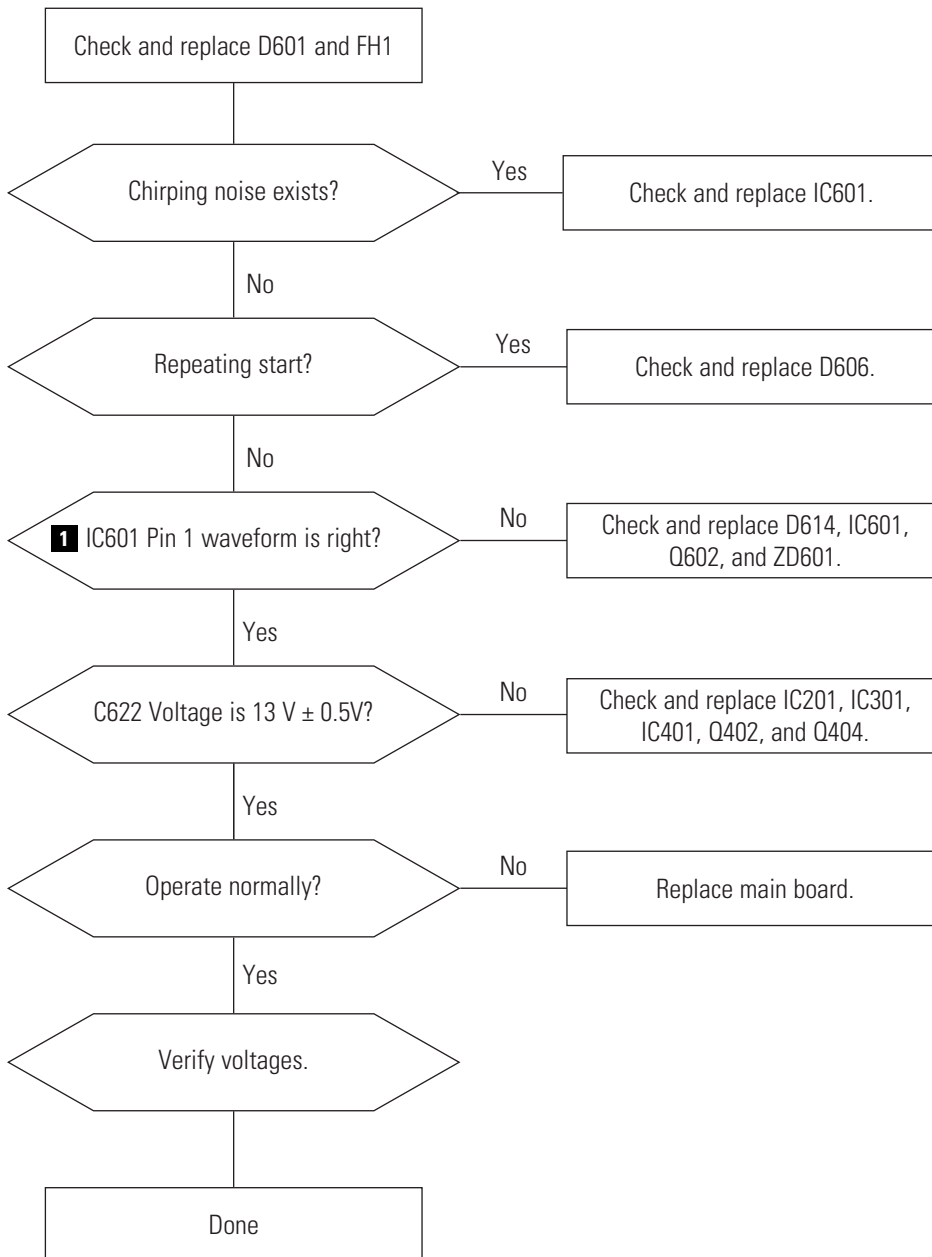 Check and replace D601 and FH1
Chirping noise exists?
Yes
Check and replace IC601.
No
Repeating start?
Yes
Check and replace D606.
No
1 IC601 Pin 1 waveform is right?
No
Check and replace D614, IC601,
Q602, and ZD601.
Yes
C622 Voltage is 13 V ± 0.5V?
No
Check and replace IC201, IC301,
IC401, Q402, and Q404.
Yes
Operate normally?
No
Replace main board.
Yes
Verify voltages.
Done